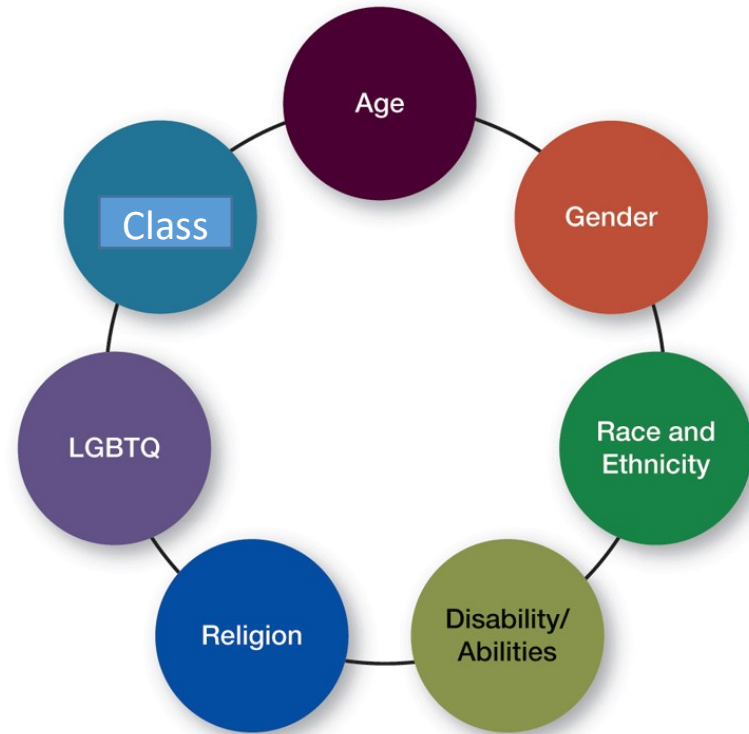 Age
Gender
Race and
Ethnicity
Disability/
Abilities
Religion
LGBTQ
Class